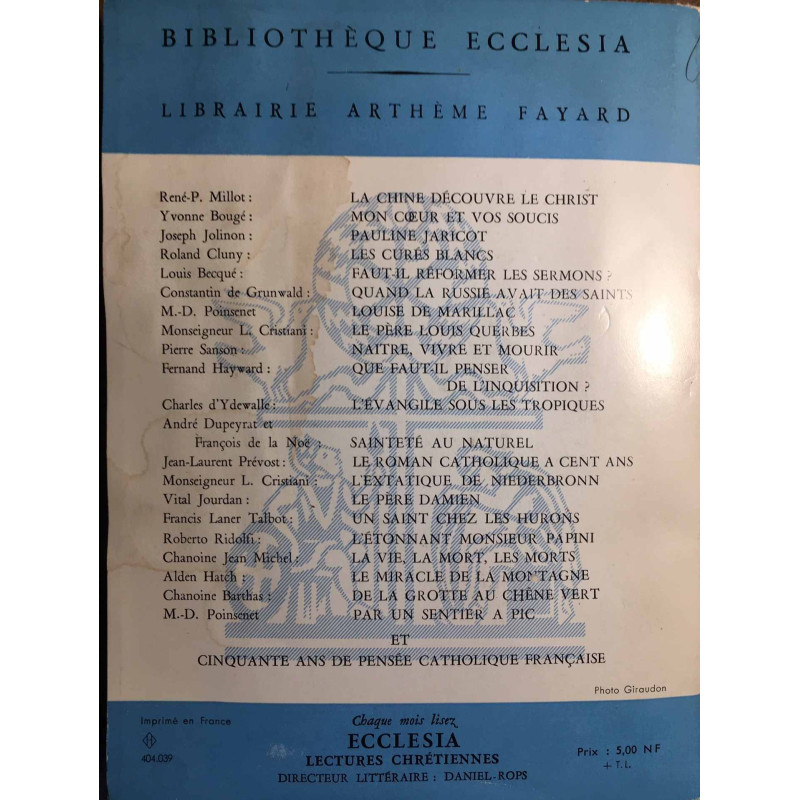 BIBLIOTHÈQUE ECCLESIA
LIBRAIRIE ARTHÈME FAYARD
René-P. Millot : LA CHINE DÉCOUVRE LE CHRIST
Yvonne Bougé : MON CŒUR ET VOS SOUCIS
Joseph Jolinon : PAULINE JARICOT
Roland Cluny : LES CURÉS BLANCS
Louis Becqué : FAUT-IL RÉFORMER LES SERMONS ?
Constantin de Grunwald : QUAND LA RUSSIE AVAIT DES SAINTS
M.-D. Poinsenet LOUISE DE MARILLAC
Monseigneur L. Cristiani : LE PÈRE LOUIS QUERBES
Pierre Sanson : NAITRE, VIVRE ET MOURIR
Fernand Hayward : QUE FAUT-IL PENSER
DE L'INQUISITION ?
Charles d'Ydewalle : L'ÉVANGILE SOUS LES TROPIQUES
André Dupeyrat et
François de la Noë : SAINTETÉ AU NATUREL
Jean-Laurent Prévost : LE ROMAN CATHOLIQUE A CENT ANS
Monseigneur L. Cristiani : L'EXTATIQUE DE NIEDERBRONN
Vital Jourdan : LE PÈRE DAMIEN
Francis Laner Talbot : UN SAINT CHEZ LES HURONS
Roberto Ridolfi : L'ÉTONNANT MONSIEUR PAPINI
Chanoine Jean Michel : LA VIE, LA MORT, LES MORTS
Alden Hatch : LE MIRACLE DE LA MONTAGNE
Chanoine Barthas : DE LA GROTTE AU CHÊNE VERT
M.-D. Poinsenet PAR UN SENTIER A PIC
ET
CINQUANTE ANS DE PENSÉE CATHOLIQUE FRANÇAISE
Photo Giraudon
Imprimé en France
404.039
Chaque mois lisez
ECCLESIA
LECTURES CHRÉTIENNES
DIRECTEUR LITTÉRAIRE : DANIEL-ROPS
Prix : 5,00 NF
+ T.L.